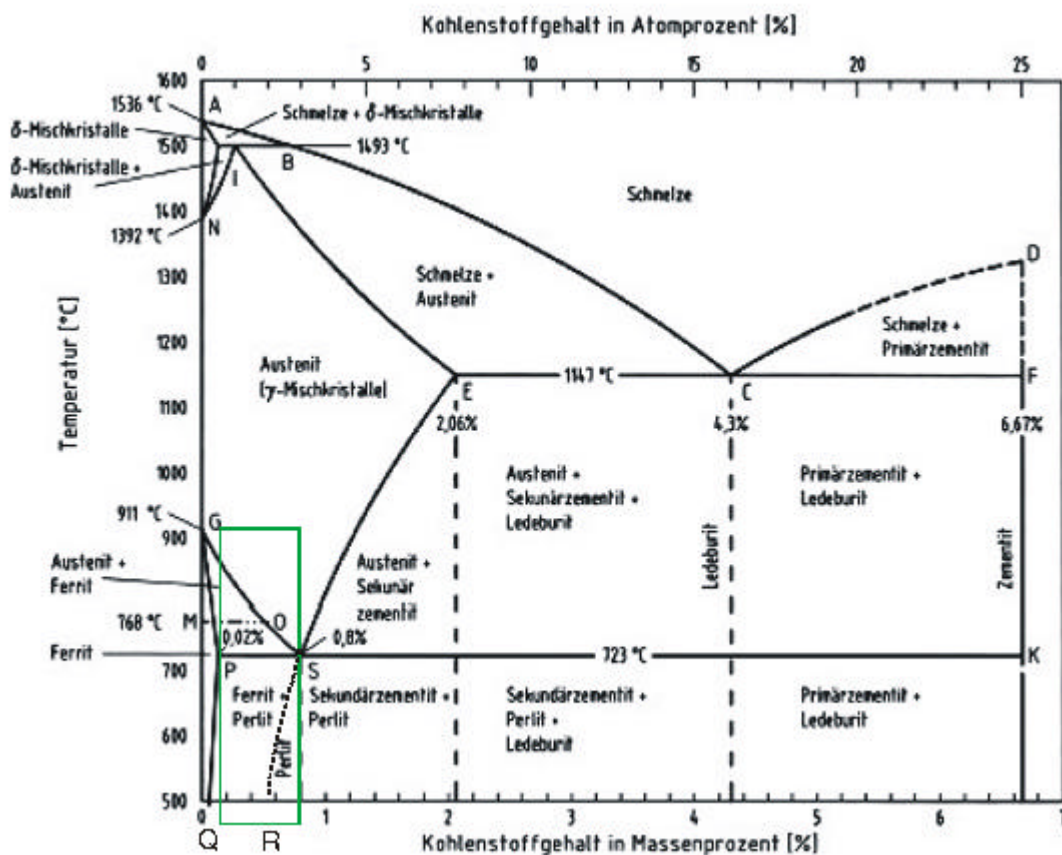 Kohlenstoffgehalt in Atomprozent [%]
0 5 10 15 20 25
1600
1536 °C
A
Schmelze + δ-Mischkristalle
δ-Mischkristalle
1500
1493 °C
B
δ-Mischkristalle +
Austenit
I
Schmelze
1400
N
1392 °C
D
1300
Schmelze +
Austenit
Schmelze +
Primärzementit
1200
Temperatur [°C]
Austenit
(γ-Mischkristalle)
1147 °C
E
C
F
1100
2,06%
4,3%
6,67%
1000
Austenit +
Sekunärzementit +
Ledeburit
Primärzementit +
Ledeburit
911 °C
G
900
Ledeburit
Zementit
Austenit +
Ferrit
Austenit +
Sekunär
zementit
800
768 °C
M
O
0,02%
0,8%
Ferrit
700
P
S
723 °C
K
Ferrit +
Perlit
Sekundärzementit +
Perlit
Sekundärzementit +
Perlit +
Ledeburit
Primärzementit +
Ledeburit
600
Perlit
500
0 1 2 3 4 5 6 7
Q
R
Kohlenstoffgehalt in Massenprozent [%]